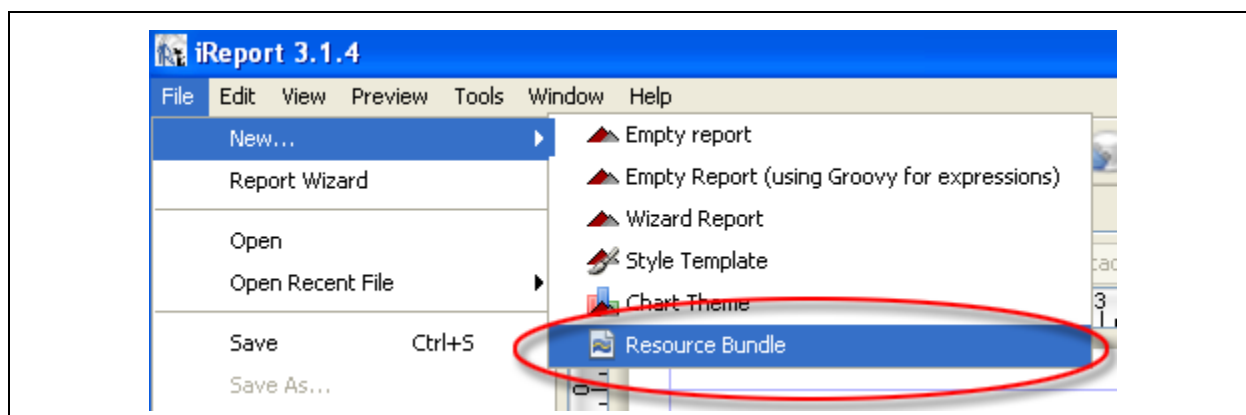 iReport 3.1.4
File Edit View Preview Tools Window Help
New...
Report Wizard
Open
Open Recent File
Save Ctrl+S
Save As...
Empty report
Empty Report (using Groovy for expressions)
Wizard Report
Style Template
Chart Theme
Resource Bundle
3